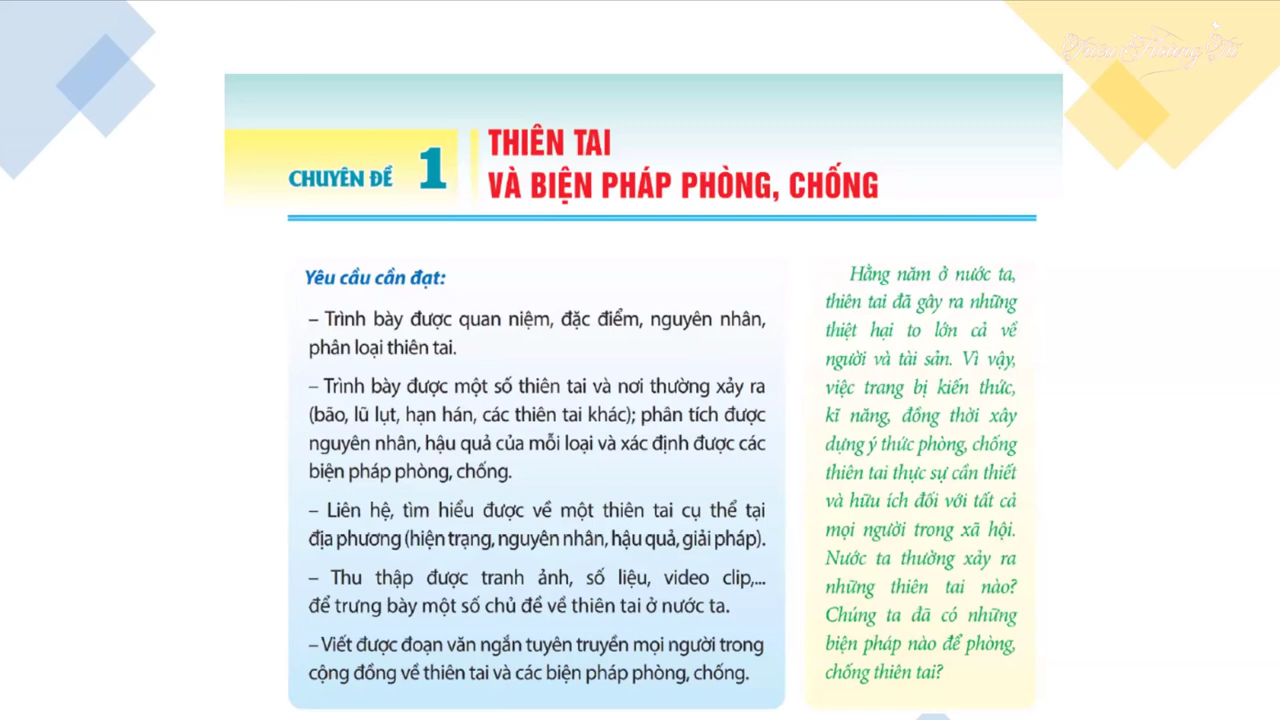 CHUYÊN ĐỀ 1
THIÊN TAI
VÀ BIỆN PHÁP PHÒNG, CHỐNG
Yêu cầu cần đạt:
– Trình bày được quan niệm, đặc điểm, nguyên nhân,
phân loại thiên tai.
– Trình bày được một số thiên tai và nơi thường xảy ra
(bão, lũ lụt, hạn hán, các thiên tai khác); phân tích được
nguyên nhân, hậu quả của mỗi loại và xác định được các
biện pháp phòng, chống.
– Liên hệ, tìm hiểu được về một thiên tai cụ thể tại
địa phương (hiện trạng, nguyên nhân, hậu quả, giải pháp).
– Thu thập được tranh ảnh, số liệu, video clip,...
để trưng bày một số chủ đề về thiên tai ở nước ta.
– Viết được đoạn văn ngắn tuyên truyền mọi người trong
cộng đồng về thiên tai và các biện pháp phòng, chống.
Hằng năm ở nước ta,
thiên tai đã gây ra những
thiệt hại to lớn cả về
người và tài sản. Vì vậy,
việc trang bị kiến thức,
kĩ năng, đồng thời xây
dựng ý thức phòng, chống
thiên tai thực sự cần thiết
và hữu ích đối với tất cả
mọi người trong xã hội.
Nước ta thường xảy ra
những thiên tai nào?
Chúng ta đã có những
biện pháp nào để phòng,
chống thiên tai?